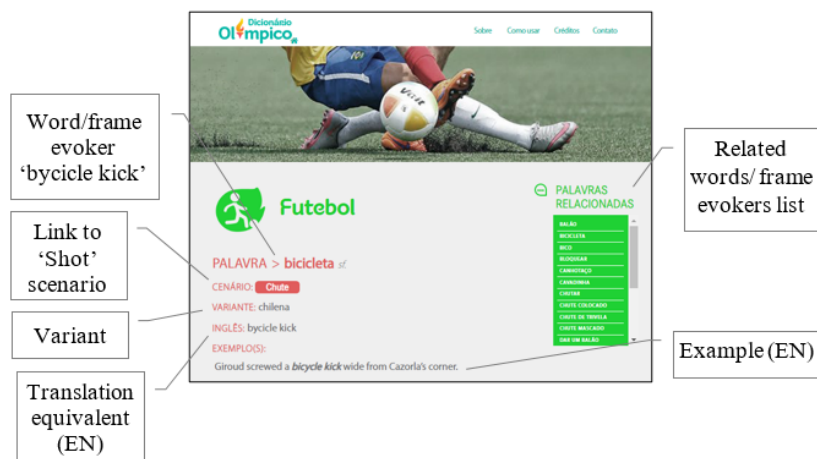 Dicionário
Olímpico
Sobre Como usar Créditos Contato
Word/frame
evoker
‘bycicle kick’
Link to
‘Shot’
scenario
Variant
Translation
equivalent
(EN)
Futebol
PALAVRA > bicicleta sf.
CENÁRIO: Chute
VARIANTE: chilena
INGLÊS: bycicle kick
EXEMPLO(S):
Giroud screwed a bicycle kick wide from Cazorla's corner.
PALAVRAS
RELACIONADAS
BALÃO
BICICLETA
BICO
BLOQUEAR
CANHOTAÇO
CAVADINHA
CHUTAR
CHUTE COLOCADO
CHUTE DE TRIVELA
CHUTE MASCADO
DAR UM BALÃO
Related
words/ frame
evokers list
Example (EN)